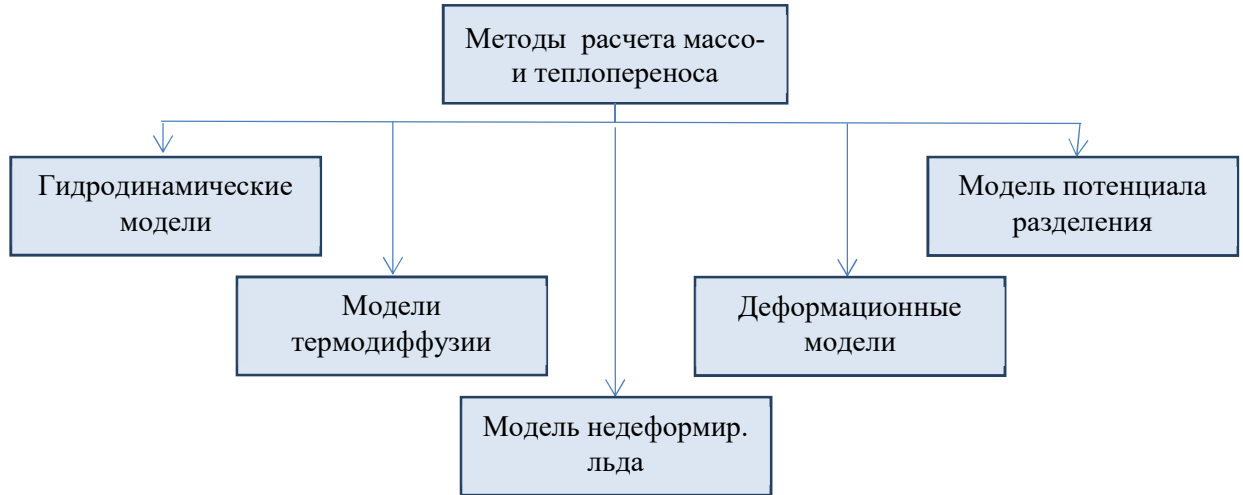 Методы расчета массо-
и теплопереноса
Гидродинамические
модели
Модель потенциала
разделения
Модели
термодиффузии
Деформационные
модели
Модель недеформир.
льда